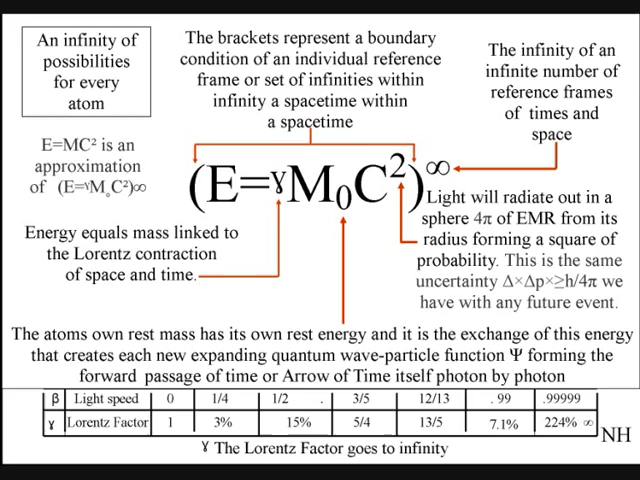 An infinity of
possibilities
for every
atom
The brackets represent a boundary
condition of an individual reference
frame or set of infinities within
infinity a spacetime within
a spacetime
The infinity of an
infinite number of
reference frames
of times and
space
E=MC² is an
approximation
of (E=ɤM₀C²)∞
(E=ɤM₀C²)∞
Energy equals mass linked to
the Lorentz contraction
of space and time.
Light will radiate out in a
sphere 4π of EMR from its
radius forming a square of
probability. This is the same
uncertainty Δ×Δp×≥h/4π we
have with any future event.
The atoms own rest mass has its own rest energy and it is the exchange of this energy
that creates each new expanding quantum wave-particle function Ψ forming the
forward passage of time or Arrow of Time itself photon by photon
β Light speed 0 1/4 1/2 . 3/5 12/13 . 99 .99999
ɤ Lorentz Factor 1 3% 15% 5/4 13/5 7.1% 224% ∞
ɤ The Lorentz Factor goes to infinity
NH